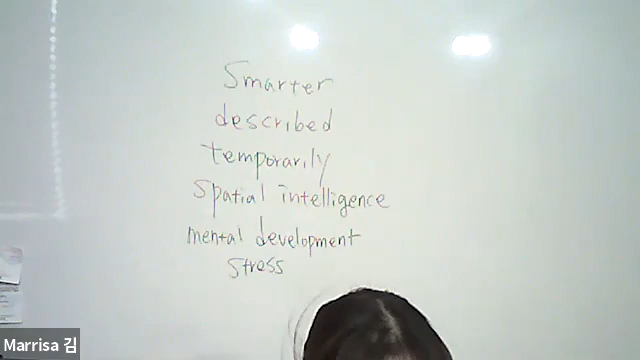 Smarter
described
temporarily
Spatial intelligence
mental development
Stress
Marrisa 김